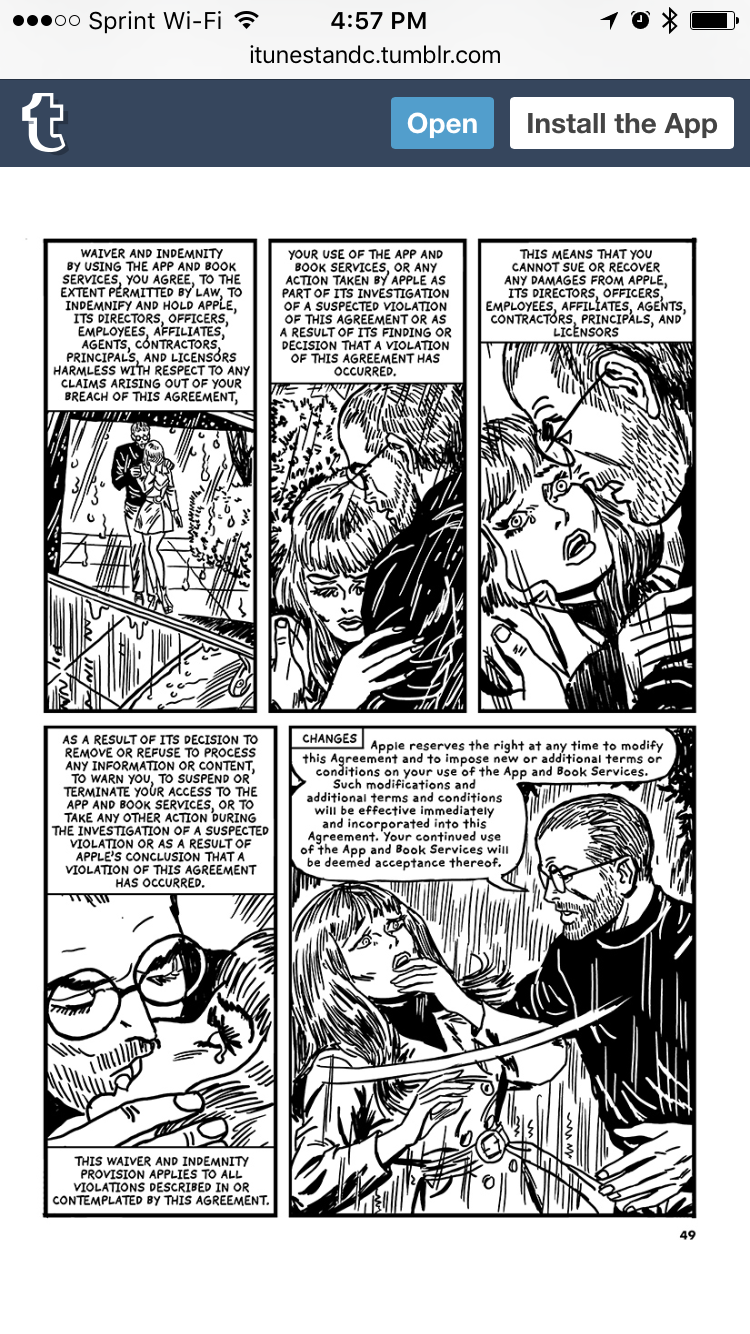 Sprint Wi-Fi 4:57 PM
itunestandc.tumblr.com
t Open Install the App
WAIVER AND INDEMNITY
BY USING THE APP AND BOOK
SERVICES, YOU AGREE, TO THE
EXTENT PERMITTED BY LAW, TO
INDEMNIFY AND HOLD APPLE,
ITS DIRECTORS, OFFICERS,
EMPLOYEES, AFFILIATES,
AGENTS, CONTRACTORS,
PRINCIPALS, AND LICENSORS
HARMLESS WITH RESPECT TO ANY
CLAIMS ARISING OUT OF YOUR
BREACH OF THIS AGREEMENT,
YOUR USE OF THE APP AND
BOOK SERVICES, OR ANY
ACTION TAKEN BY APPLE AS
PART OF ITS INVESTIGATION
OF A SUSPECTED VIOLATION
OF THIS AGREEMENT OR AS
A RESULT OF ITS FINDING OR
DECISION THAT A VIOLATION
OF THIS AGREEMENT HAS
OCCURRED.
THIS MEANS THAT YOU
CANNOT SUE OR RECOVER
ANY DAMAGES FROM APPLE,
ITS DIRECTORS, OFFICERS,
EMPLOYEES, AFFILIATES, AGENTS,
CONTRACTORS, PRINCIPALS, AND
LICENSORS
AS A RESULT OF ITS DECISION TO
REMOVE OR REFUSE TO PROCESS
ANY INFORMATION OR CONTENT,
TO WARN YOU, TO SUSPEND OR
TERMINATE YOUR ACCESS TO THE
APP AND BOOK SERVICES, OR TO
TAKE ANY OTHER ACTION DURING
THE INVESTIGATION OF A SUSPECTED
VIOLATION OR AS A RESULT OF
APPLE'S CONCLUSION THAT A
VIOLATION OF THIS AGREEMENT
HAS OCCURRED.
THIS WAIVER AND INDEMNITY
PROVISION APPLIES TO ALL
VIOLATIONS DESCRIBED IN OR
CONTEMPLATED BY THIS AGREEMENT.
CHANGES Apple reserves the right at any time to modify
this Agreement and to impose new or additional terms or
conditions on your use of the App and Book Services.
Such modifications and
additional terms and conditions
will be effective immediately
and incorporated into this
Agreement. Your continued use
of the App and Book Services will
be deemed acceptance thereof.
49